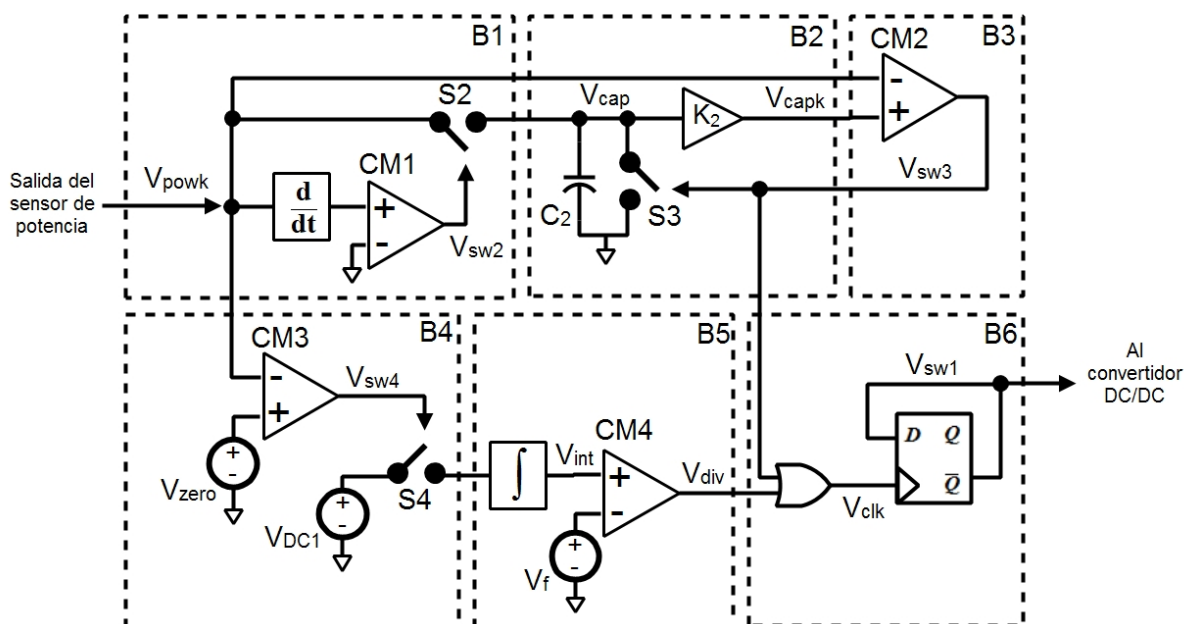 B1
B2
B3
CM2
-
+
S2
Vcap
K2
Vcapk
Salida del
sensor de
potencia
Vpowk
d
dt
CM1
+
-
Vsw2
C2
S3
Vsw3
B4
B5
B6
CM3
-
+
Vsw4
Vzero
+
-
VDC1
+
-
S4
∫
Vint
CM4
+
-
Vdiv
Vf
+
-
Vclk
Vsw1
D Q
Q̅
Al
convertidor
DC/DC